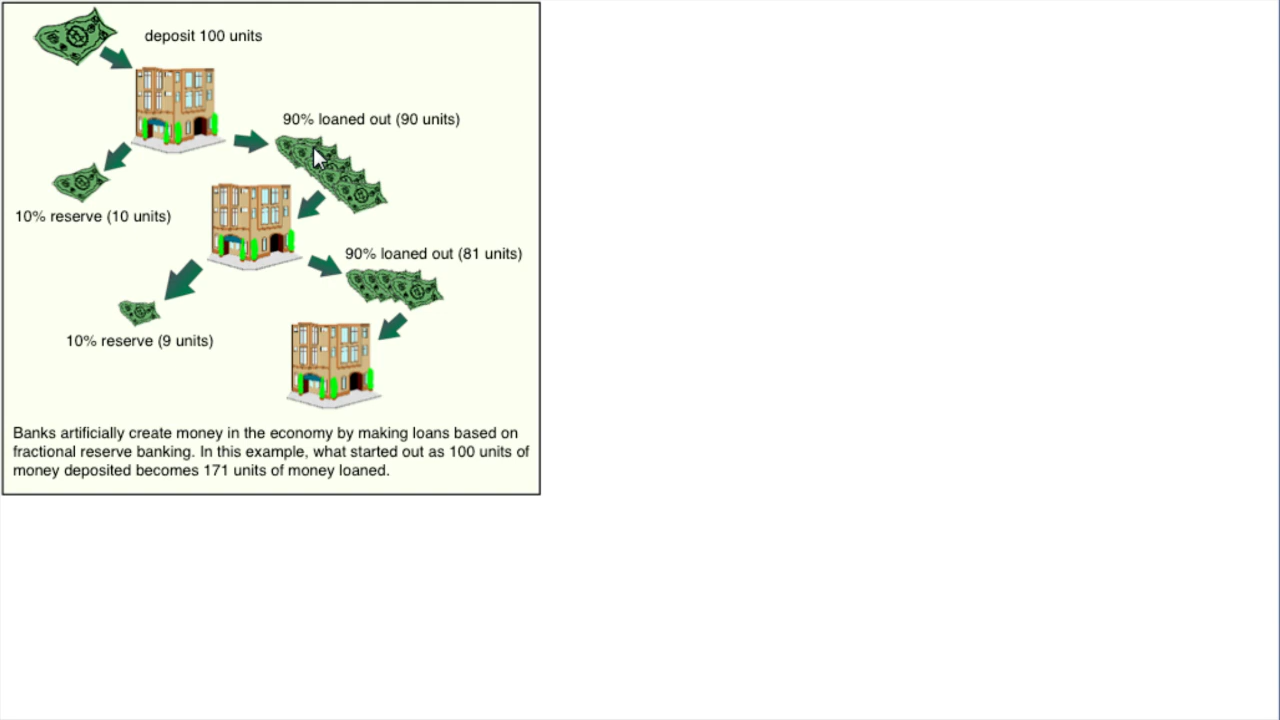 deposit 100 units
90% loaned out (90 units)
10% reserve (10 units)
90% loaned out (81 units)
10% reserve (9 units)
Banks artificially create money in the economy by making loans based on
fractional reserve banking. In this example, what started out as 100 units of
money deposited becomes 171 units of money loaned.